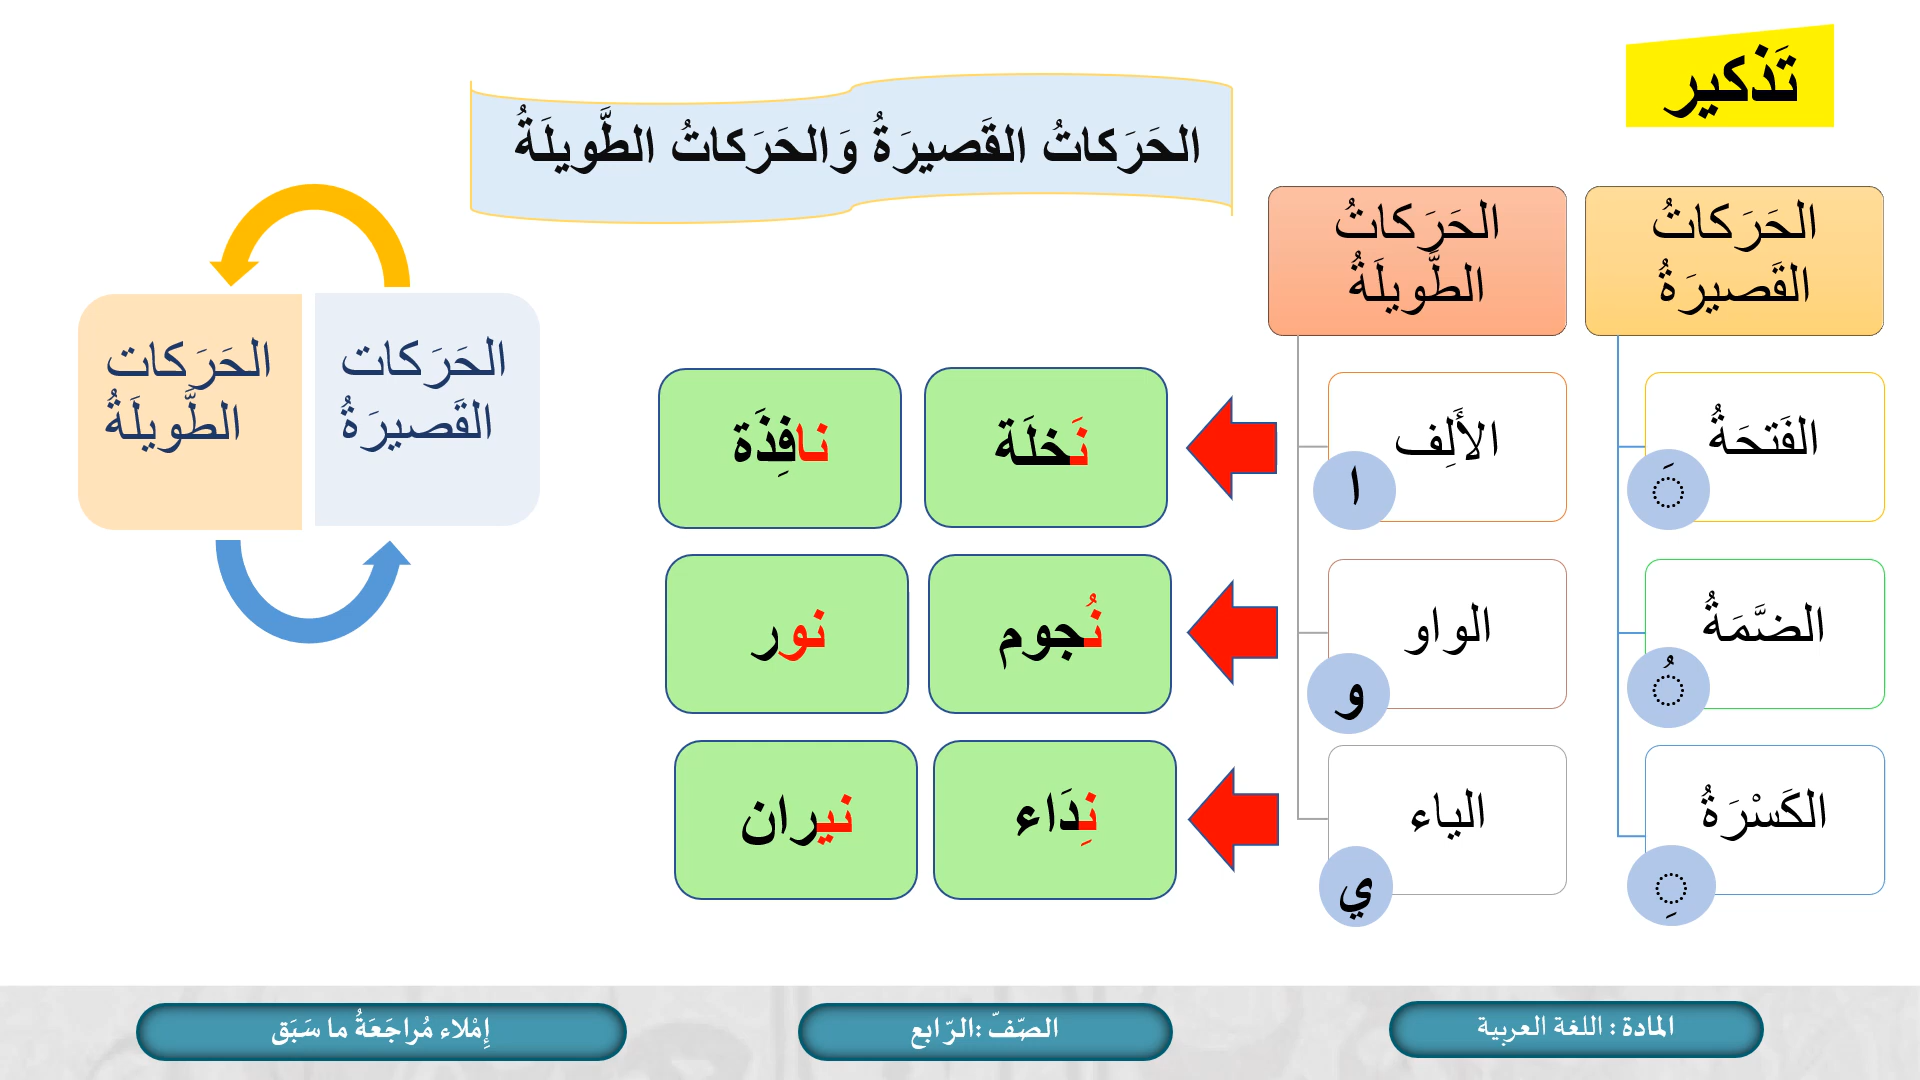 تَذكير
الحَرَكاتُ القَصيرَةُ وَالحَرَكاتُ الطَّويلَةُ
الحَرَكاتُ
القَصيرَةُ
الفَتحَةُ
◌َ
الضَّمَةُ
◌ُ
الكَسْرَةُ
◌ِ
الحَرَكاتُ
الطَّويلَةُ
الأَلِف
ا
الواو
و
الياء
ي
نَخلَة
نافِذَة
نُجوم
نور
نِدَاء
نيران
الحَرَكات
القَصيرَةُ
الحَرَكات
الطَّويلَةُ
المادة : اللغة العربية
الصّفّ :الرّابع
إِمْلاء مُراجَعَةُ ما سَبَق